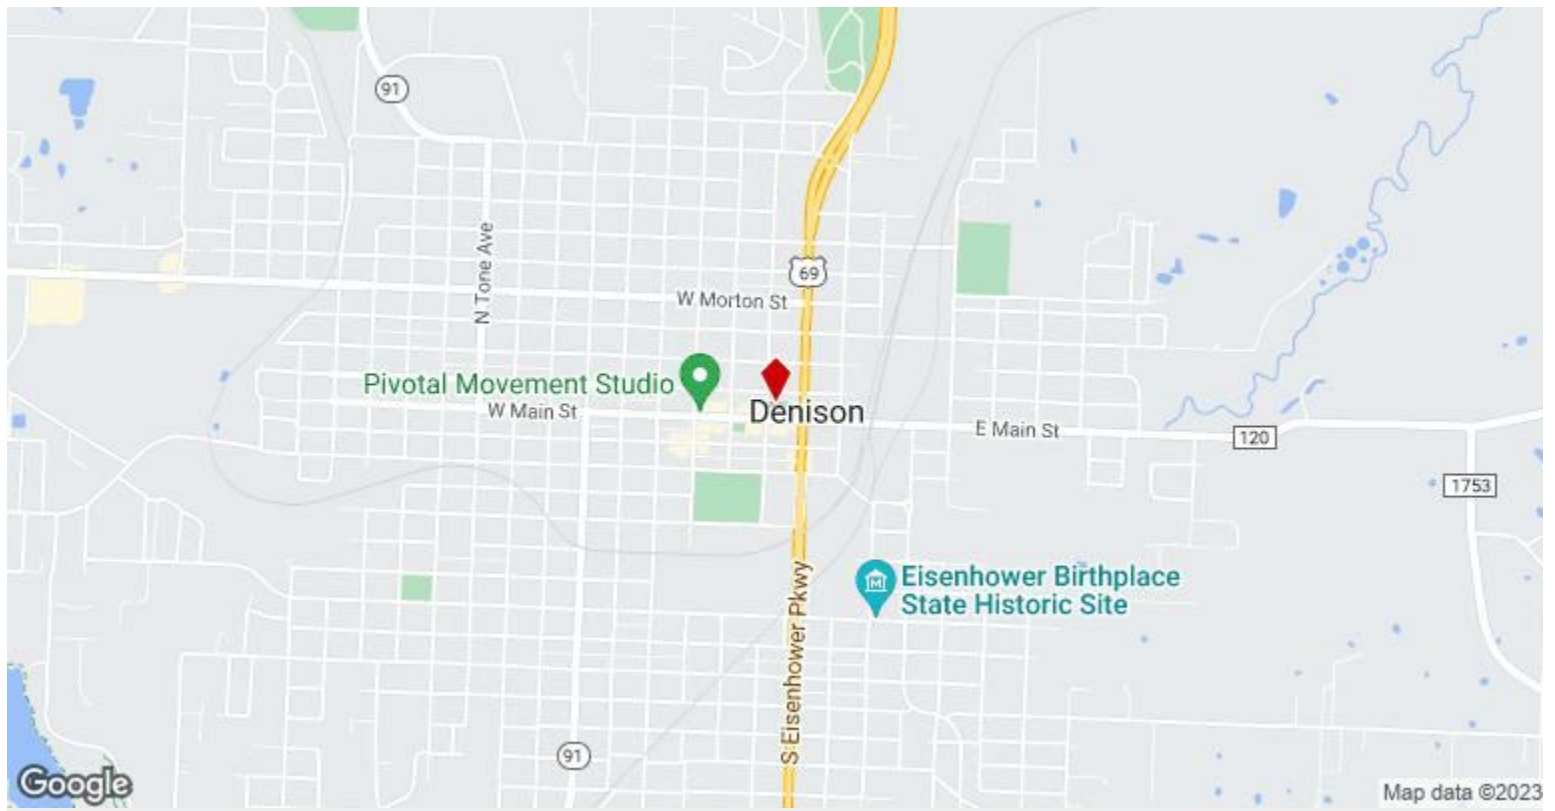 91
N Tone Ave
69
W Morton St
Pivotal Movement Studio
Denison
W Main St
E Main St
120
1753
Eisenhower Birthplace
State Historic Site
S Eisenhower Pkwy
91
Google
Map data ©2023